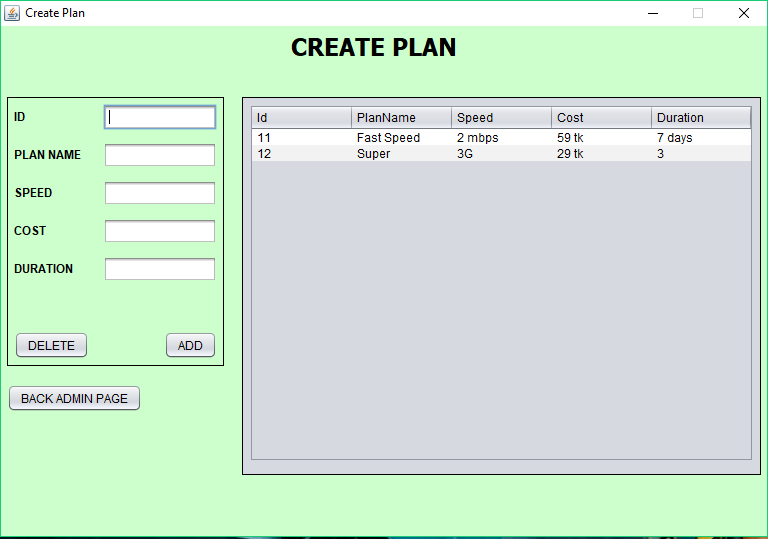 Create Plan
CREATE PLAN
ID
PLAN NAME
SPEED
COST
DURATION
DELETE ADD
BACK ADMIN PAGE
Id PlanName Speed Cost Duration
11 Fast Speed 2 mbps 59 tk 7 days
12 Super 3G 29 tk 3